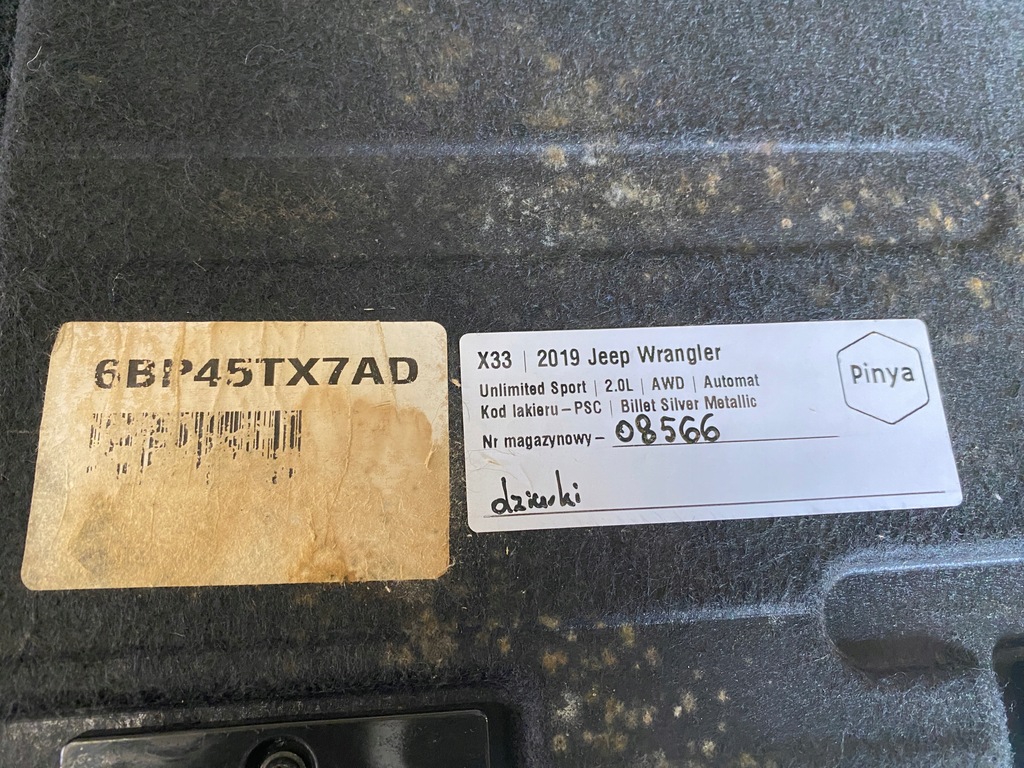 6BP45TX7AD
X33 | 2019 Jeep Wrangler
Unlimited Sport | 2.0L | AWD | Automat
Kod lakieru – PSC | Billet Silver Metallic
Nr magazynowy – 08566
Pinya